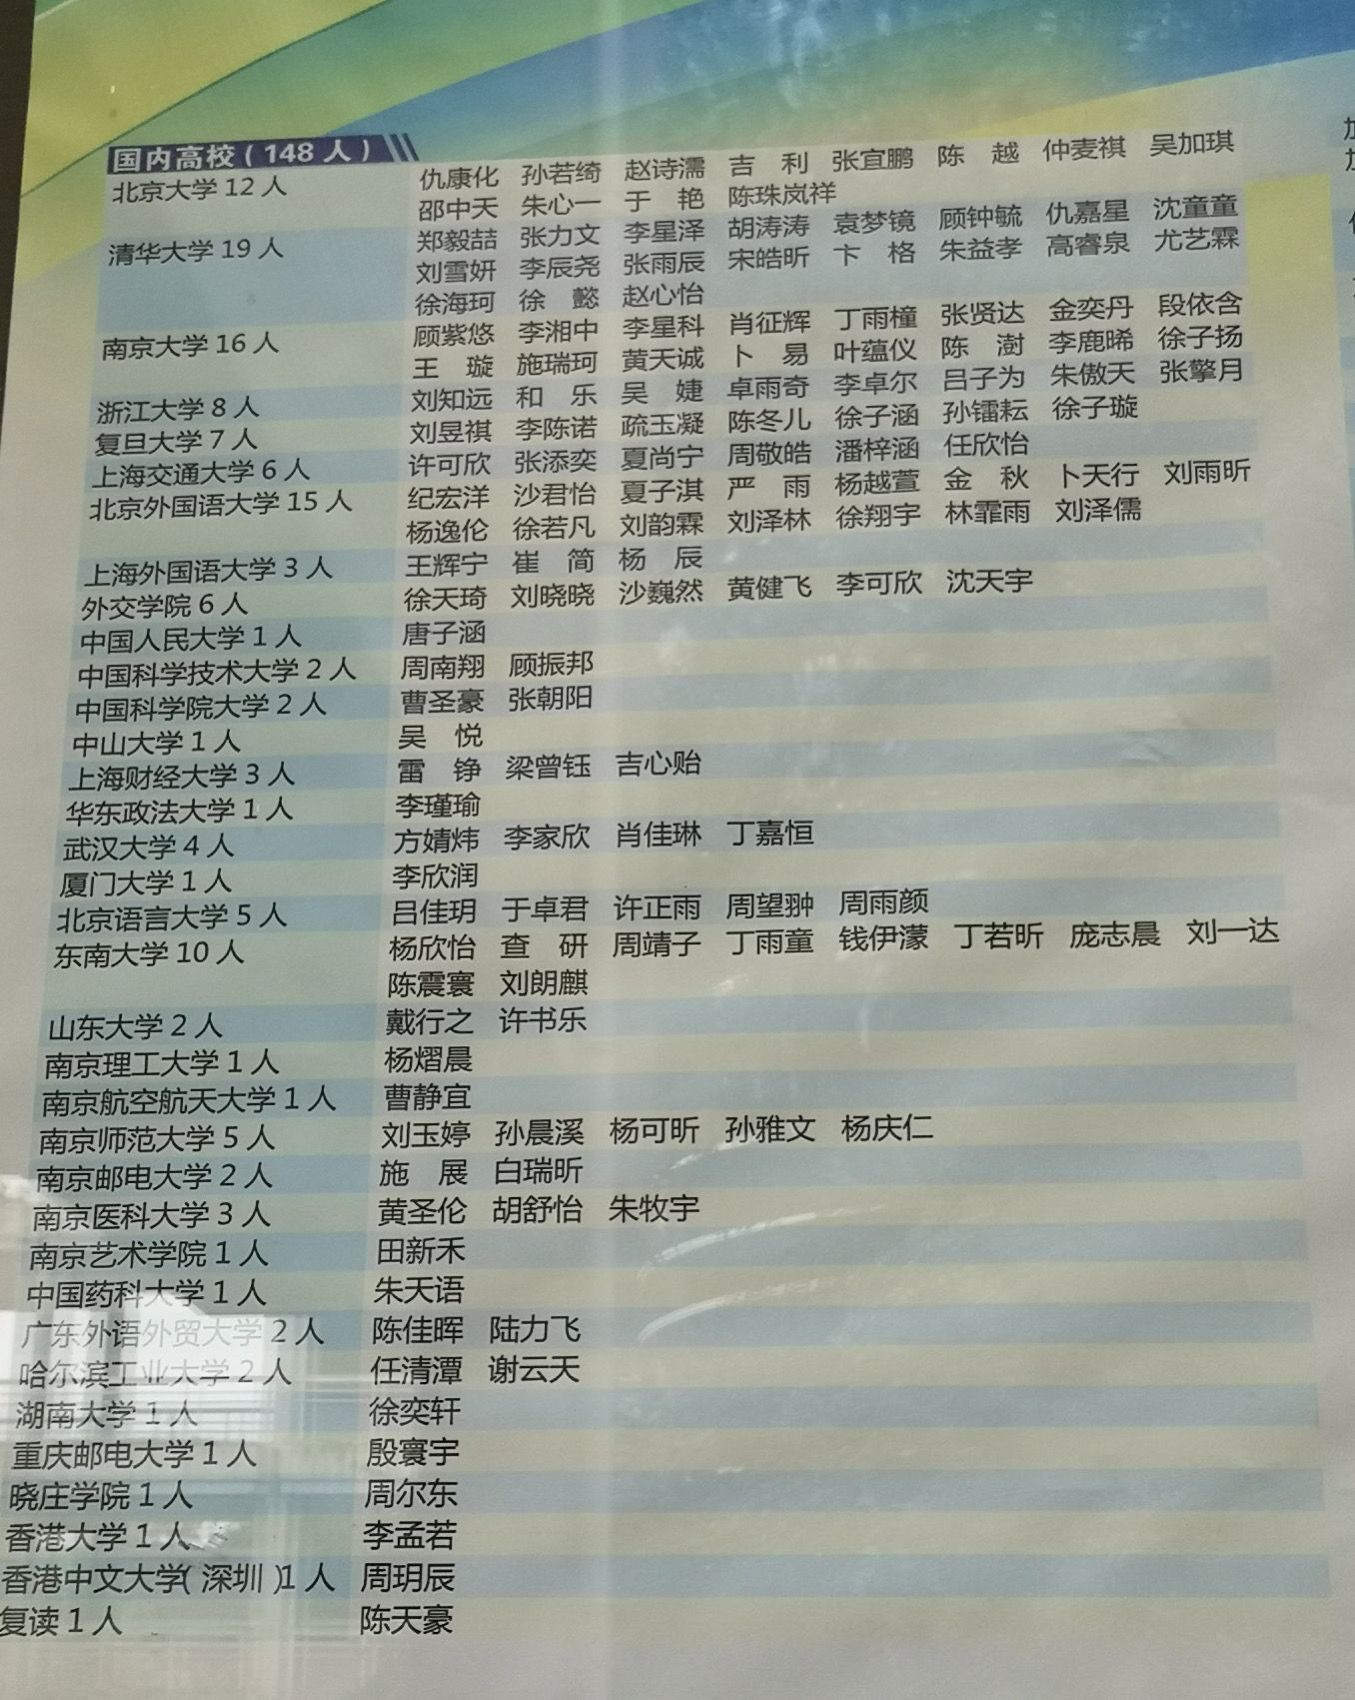 国内高校（148 人）
北京大学 12 人 仇康化 孙若绮 赵诗濡 吉 利 张宜鹏 陈 越 仲麦祺 吴加琪
邵中天 朱心一 于 艳 陈珠岚祥
清华大学 19 人 郑毅喆 张力文 李星泽 胡涛涛 袁梦镜 顾钟毓 仇嘉星 沈童童
刘雪妍 李辰尧 张雨辰 宋皓昕 卞 格 朱益孝 高睿泉 尤艺霖
徐海珂 徐 懿 赵心怡
南京大学 16 人 顾紫悠 李湘中 李星科 肖征辉 丁雨橦 张贤达 金奕丹 段依含
王 璇 施瑞珂 黄天诚 卜 易 叶蕴仪 陈 澍 李鹿晞 徐子扬
浙江大学 8 人 刘知远 和 乐 吴 婕 卓雨奇 李卓尔 吕子为 朱傲天 张擎月
复旦大学 7 人 刘昱祺 李陈诺 疏玉凝 陈冬儿 徐子涵 孙镭耘 徐子璇
上海交通大学 6 人 许可欣 张添奕 夏尚宁 周敬皓 潘梓涵 任欣怡
北京外国语大学 15 人 纪宏洋 沙君怡 夏子淇 严 雨 杨越萱 金 秋 卜天行 刘雨昕
杨逸伦 徐若凡 刘韵霖 刘泽林 徐翔宇 林霏雨 刘泽儒
上海外国语大学 3 人 王辉宁 崔 简 杨 辰
外交学院 6 人 徐天琦 刘晓晓 沙巍然 黄健飞 李可欣 沈天宇
中国人民大学 1 人 唐子涵
中国科学技术大学 2 人 周南翔 顾振邦
中国科学院大学 2 人 曹圣豪 张朝阳
中山大学 1 人 吴 悦
上海财经大学 3 人 雷 铮 梁曾钰 吉心贻
华东政法大学 1 人 李瑾瑜
武汉大学 4 人 方婧炜 李家欣 肖佳琳 丁嘉恒
厦门大学 1 人 李欣润
北京语言大学 5 人 吕佳玥 于卓君 许正雨 周望翀 周雨颜
东南大学 10 人 杨欣怡 查 研 周靖子 丁雨童 钱伊濛 丁若昕 庞志晨 刘一达
陈震寰 刘朗麒
山东大学 2 人 戴行之 许书乐
南京理工大学 1 人 杨熠晨
南京航空航天大学 1 人 曹静宜
南京师范大学 5 人 刘玉婷 孙晨溪 杨可昕 孙雅文 杨庆仁
南京邮电大学 2 人 施 展 白瑞昕
南京医科大学 3 人 黄圣伦 胡舒怡 朱牧宇
南京艺术学院 1 人 田新禾
中国药科大学 1 人 朱天语
广东外语外贸大学 2 人 陈佳晖 陆力飞
哈尔滨工业大学 2 人 任清潭 谢云天
湖南大学 1 人 徐奕轩
重庆邮电大学 1 人 殷寰宇
晓庄学院 1 人 周尔东
香港大学 1 人 李孟若
香港中文大学（深圳）1 人 周玥辰
复读 1 人 陈天豪